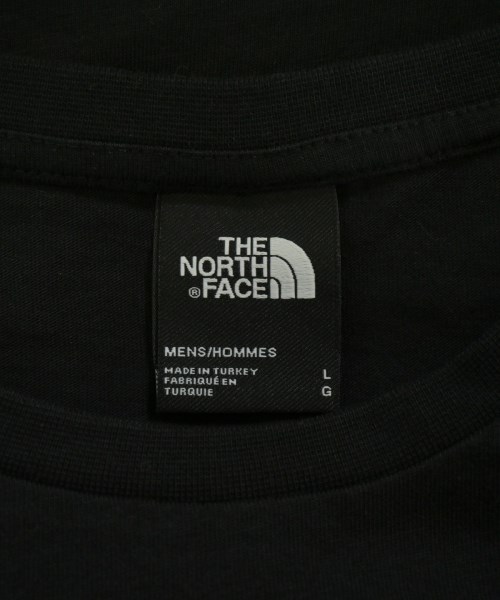 THE
NORTH
® FACE
MENS/HOMMES
MADE IN TURKEY L
FABRIQUÉ EN
TURQUIE G